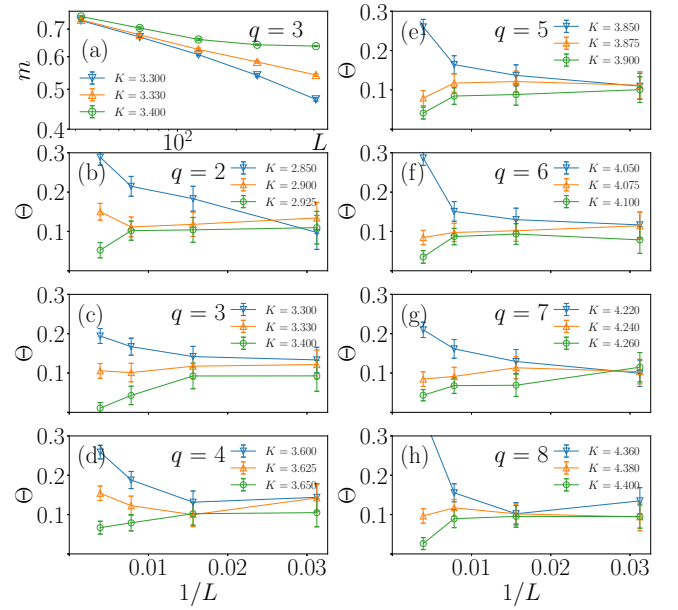 0.7
0.6
0.5
0.4
m
(a)
q = 3
K = 3.300
K = 3.330
K = 3.400
10^2
L
0.3
0.2
0.1
Θ
(b)
q = 2
K = 2.850
K = 2.900
K = 2.925
0.3
0.2
0.1
Θ
(c)
q = 3
K = 3.300
K = 3.330
K = 3.400
0.3
0.2
0.1
Θ
(d)
q = 4
K = 3.600
K = 3.625
K = 3.650
0.01
0.02
0.03
1/L
0.3
0.2
0.1
Θ
(e)
q = 5
K = 3.850
K = 3.875
K = 3.900
0.3
0.2
0.1
Θ
(f)
q = 6
K = 4.050
K = 4.075
K = 4.100
0.3
0.2
0.1
Θ
(g)
q = 7
K = 4.220
K = 4.240
K = 4.260
0.3
0.2
0.1
Θ
(h)
q = 8
K = 4.360
K = 4.380
K = 4.400
0.01
0.02
0.03
1/L